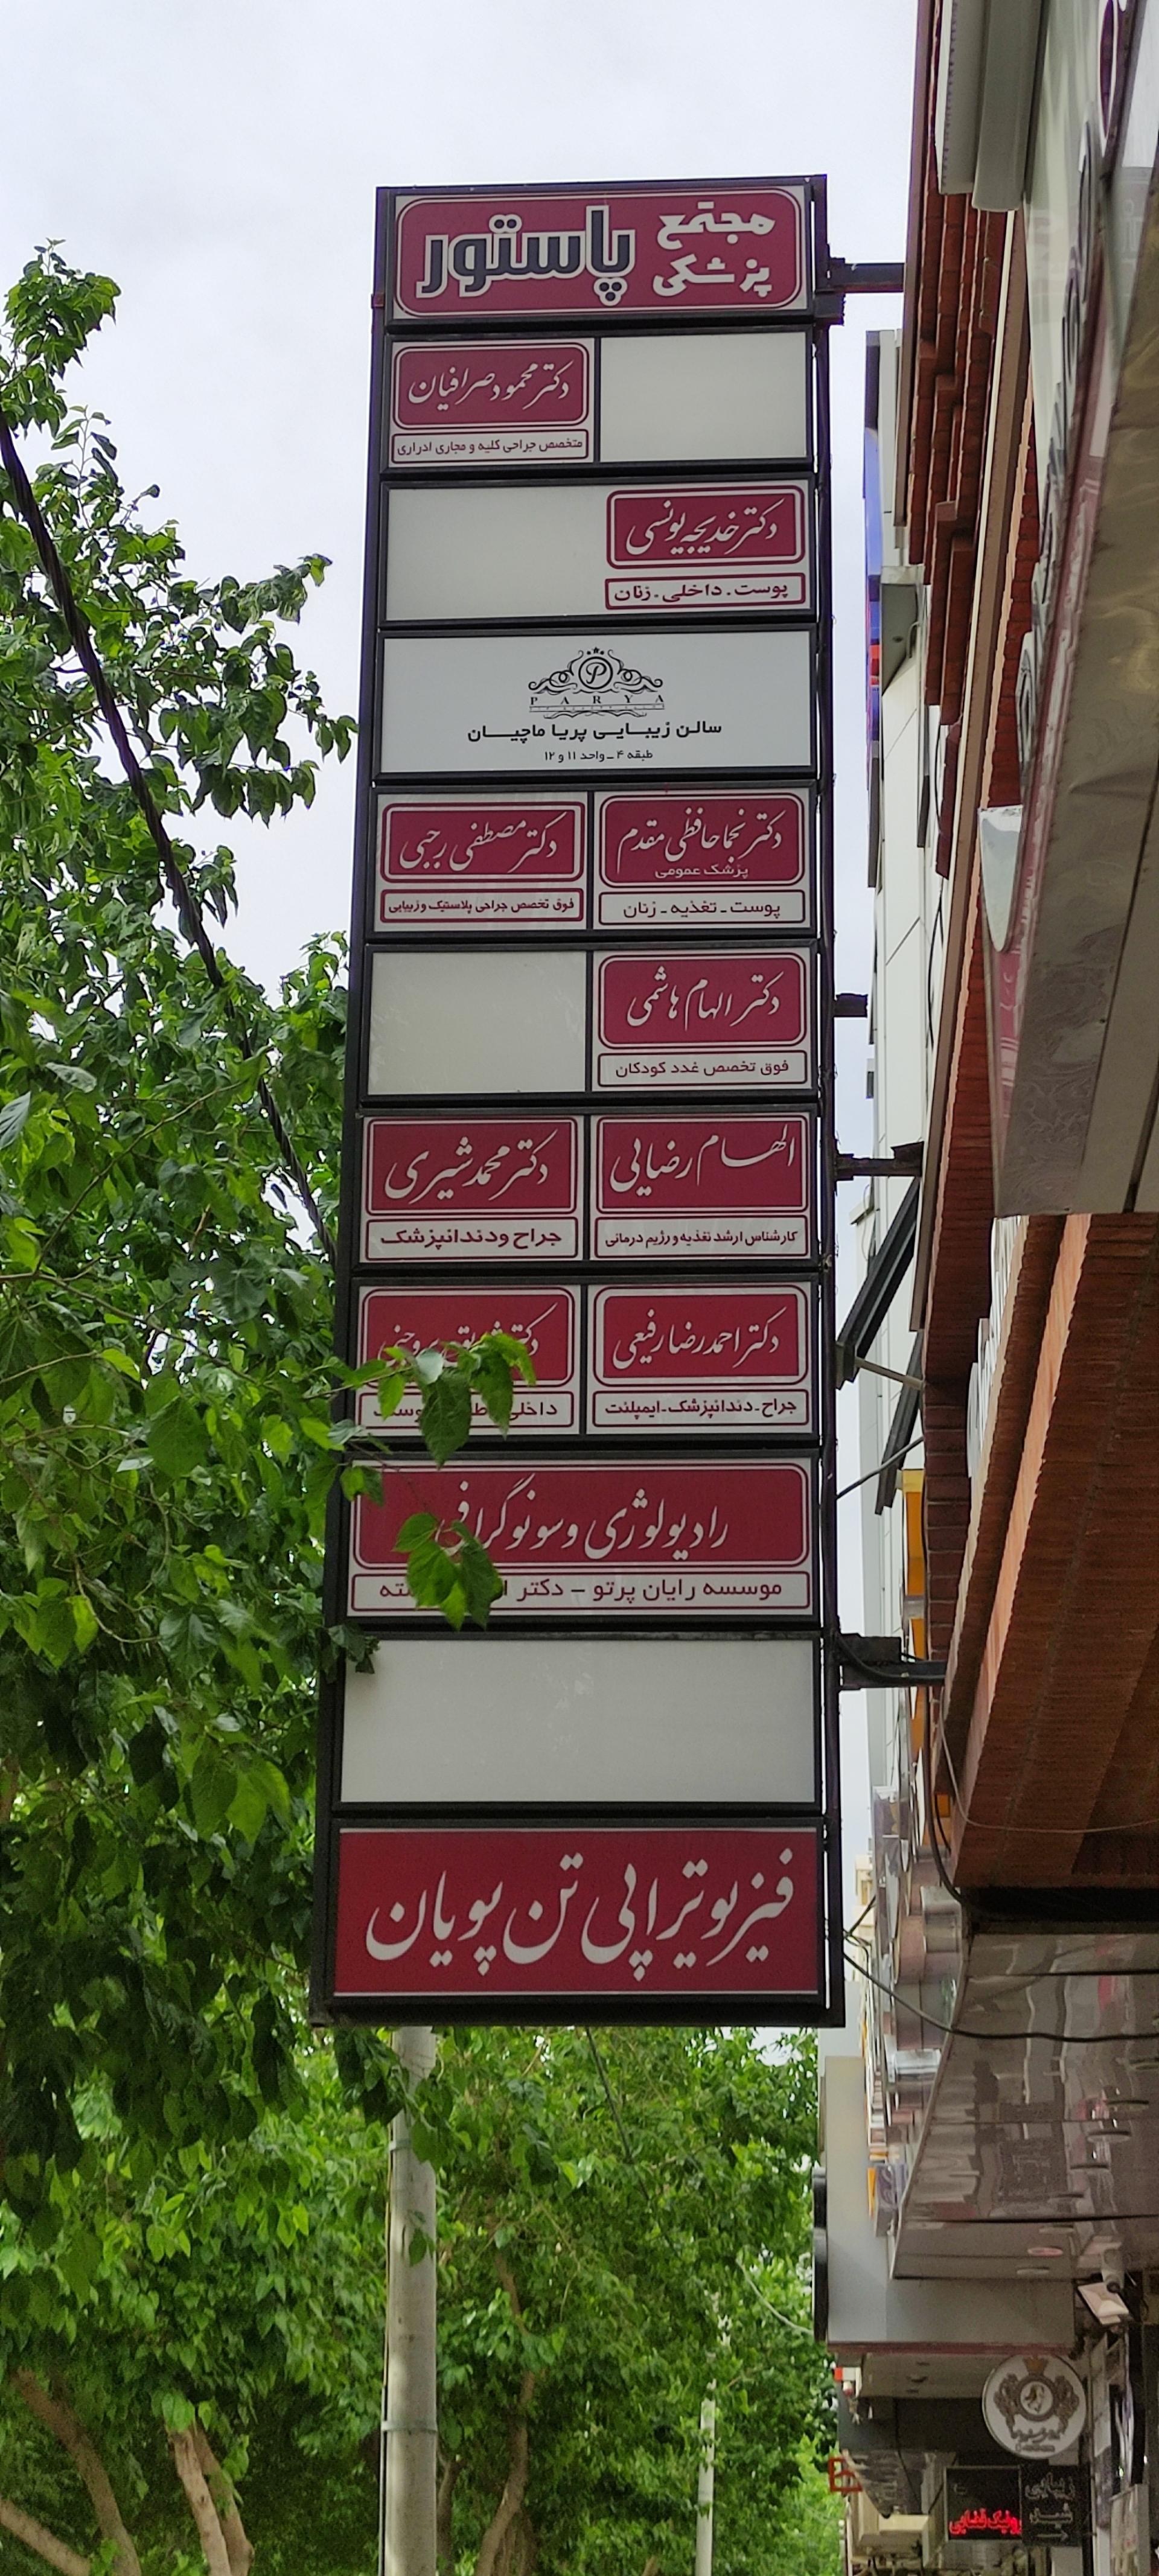 مجتمع
پزشکی
پاستور
دکتر محمود صرافیان
متخصص جراحی کلیه و مجاری ادراری
دکتر خدیجه یونسی
پوست - داخلی - زنان
P
PARYA
سالن زیبایی پریا ماچیان
طبقه ۴ - واحد ۱۱ و ۱۲
دکتر نجما حافظی مقدم
پزشک عمومی
پوست - تغذیه - زنان
دکتر مصطفی رجبی
فوق تخصص جراحی پلاستیک و زیبایی
دکتر الهام هاشمی
فوق تخصص غدد کودکان
الهام رضایی
کارشناس ارشد تغذیه و رژیم درمانی
دکتر محمد شیری
جراح و دندانپزشک
دکتر احمدرضا رفیعی
جراح - دندانپزشک - ایمپلنت
دکتر
داخلی
رادیولوژی و سونوگرافی
موسسه رایان پرتو - دکتر
فیزیوتراپی تن پویان
زیبایی